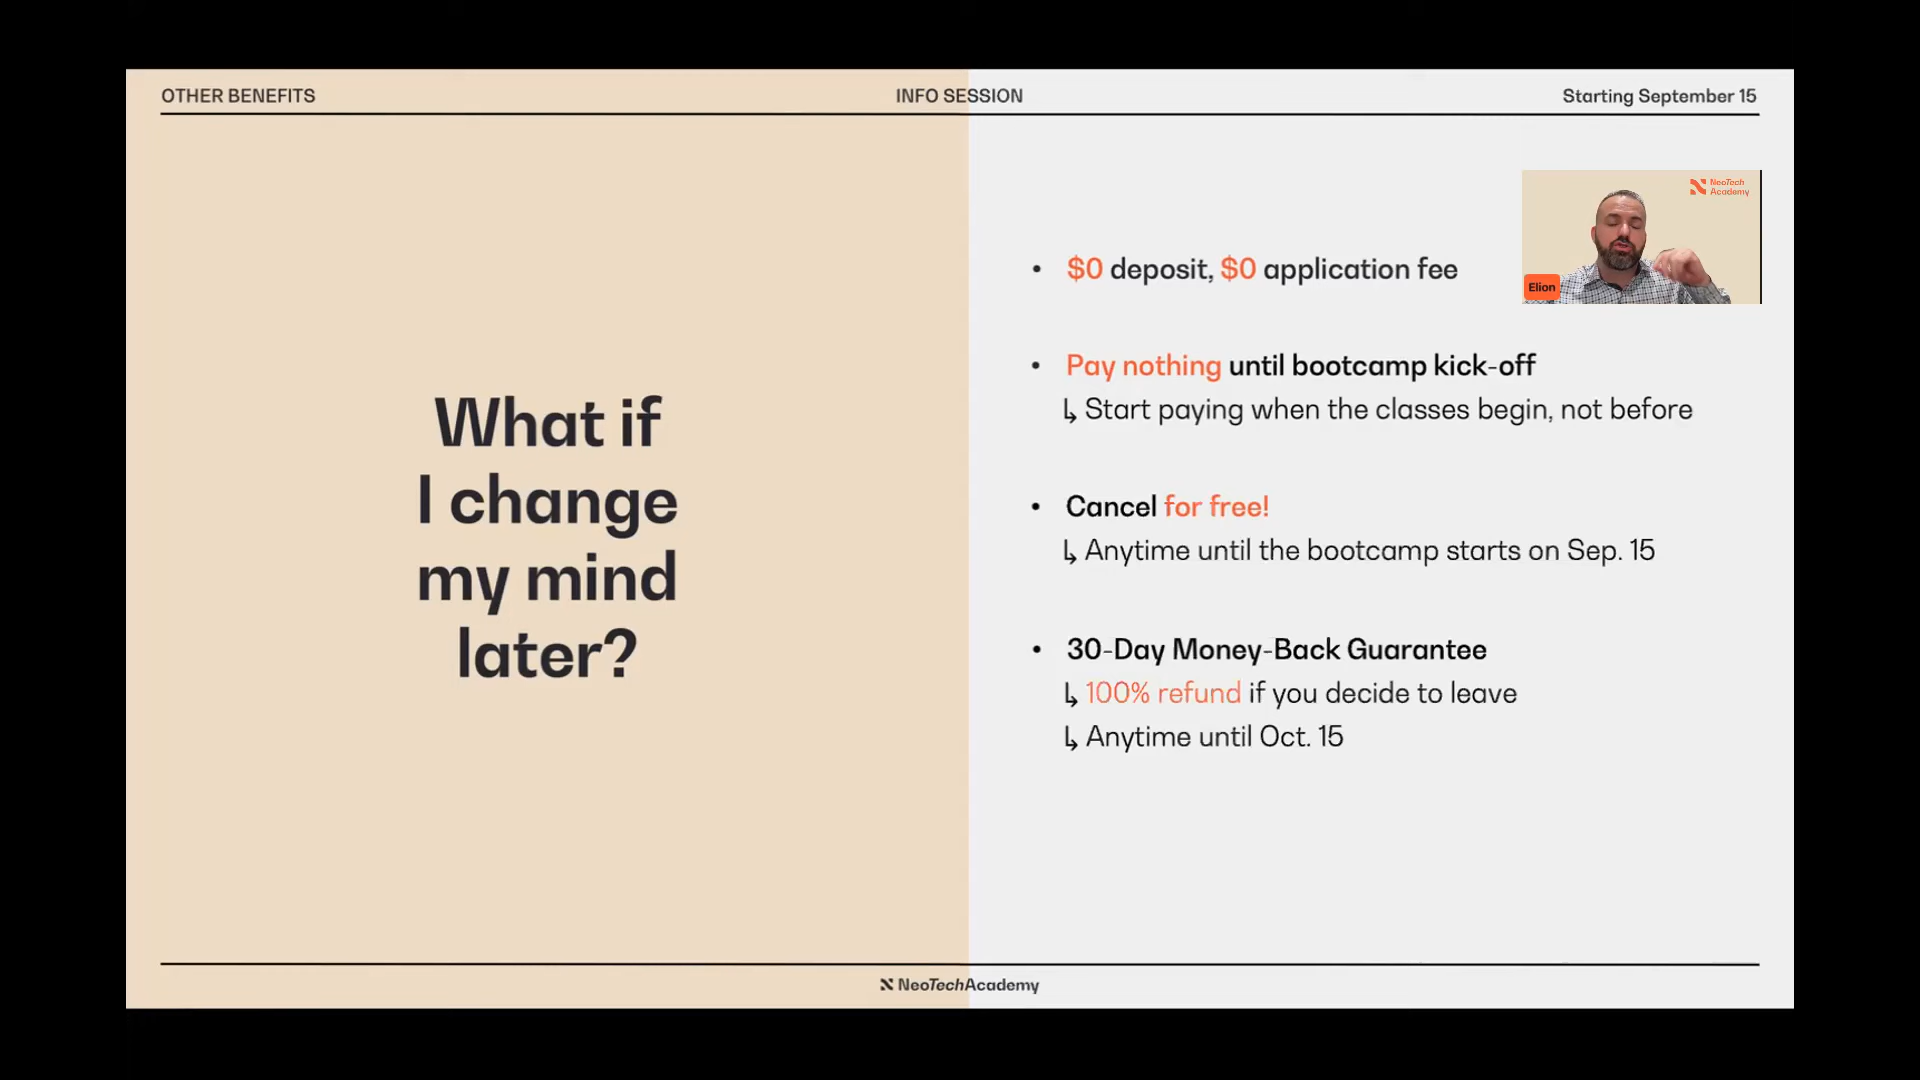 OTHER BENEFITS
INFO SESSION
Starting September 15
NeoTech
Academy
Elion
What if
I change
my mind
later?
• $0 deposit, $0 application fee
• Pay nothing until bootcamp kick-off
↳ Start paying when the classes begin, not before
• Cancel for free!
↳ Anytime until the bootcamp starts on Sep. 15
• 30-Day Money-Back Guarantee
↳ 100% refund if you decide to leave
↳ Anytime until Oct. 15
NeoTechAcademy